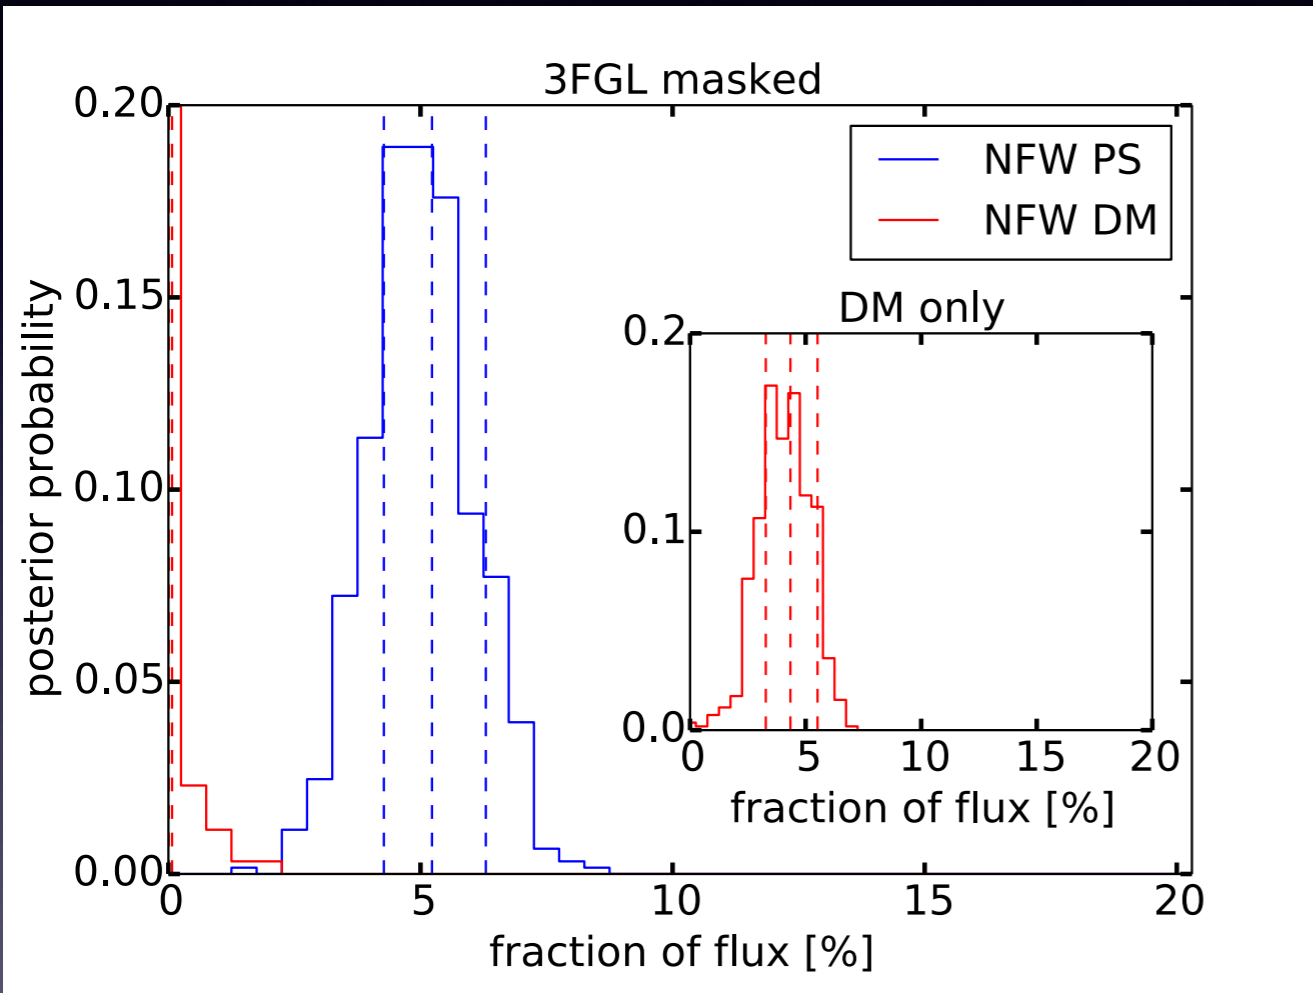 3FGL masked
0.20
0.15
0.10
0.05
0.00
posterior probability
0 5 10 15 20
fraction of flux [%]
NFW PS
NFW DM
DM only
0.2
0.1
0.0
0 5 10 15 20
fraction of flux [%]